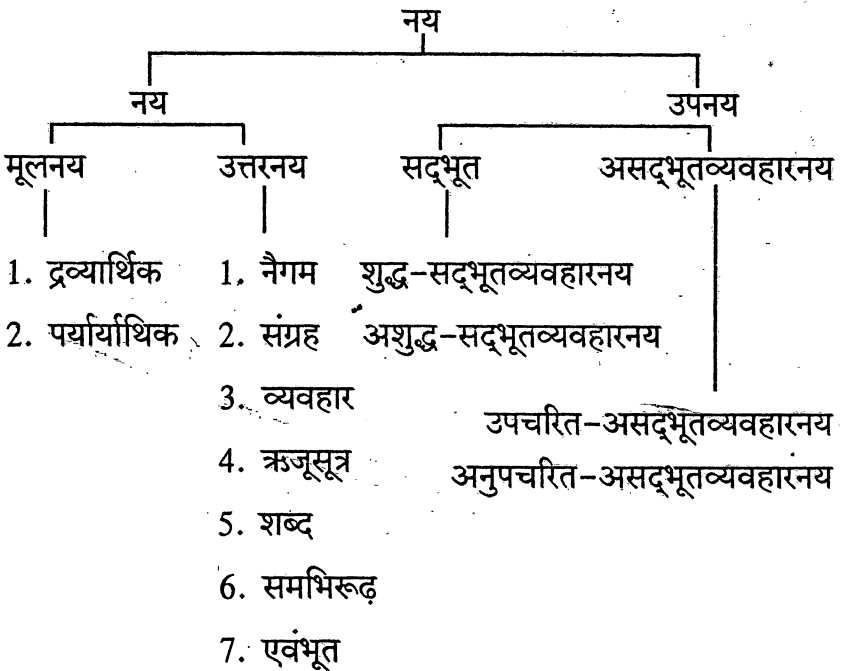 नय
नय उपनय
मूलनय उत्तरनय सद्‌भूत असद्‌भूतव्यवहारनय
1. द्रव्यार्थिक 1. नैगम शुद्ध-सद्‌भूतव्यवहारनय
2. पर्यार्याथिक 2. संग्रह अशुद्ध-सद्‌भूतव्यवहारनय
3. व्यवहार
उपचरित-असद्‌भूतव्यवहारनय
4. ऋजूसूत्र अनुपचरित-असद्‌भूतव्यवहारनय
5. शब्द
6. समभिरूढ़
7. एवंभूत